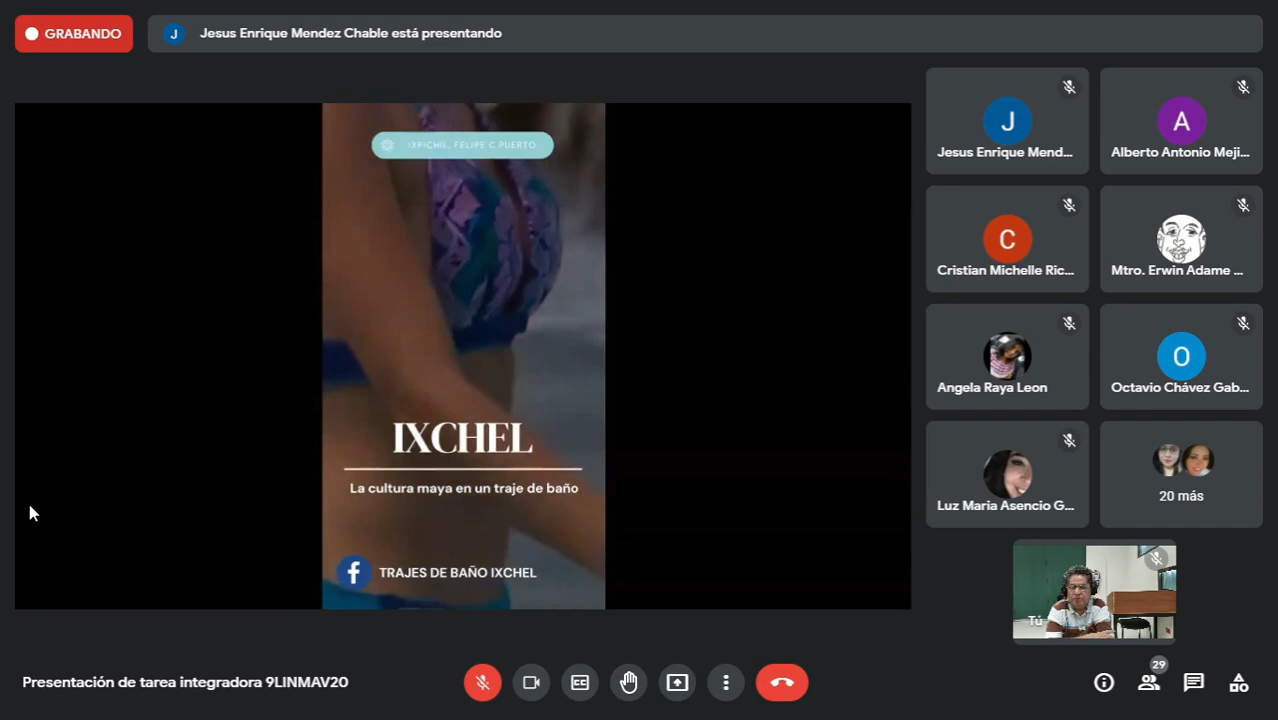 GRABANDO
J
Jesus Enrique Mendez Chable está presentando
IXPICHIL, FELIPE C.PUERTO
IXCHEL
La cultura maya en un traje de baño
f TRAJES DE BAÑO IXCHEL
J
Jesus Enrique Mend...
A
Alberto Antonio Meji...
C
Cristian Michelle Ric...
Mtro. Erwin Adame ...
Angela Raya Leon
O
Octavio Chávez Gab...
Luz Maria Asencio G...
20 más
Tú
Presentación de tarea integradora 9LINMAV20
CC
29